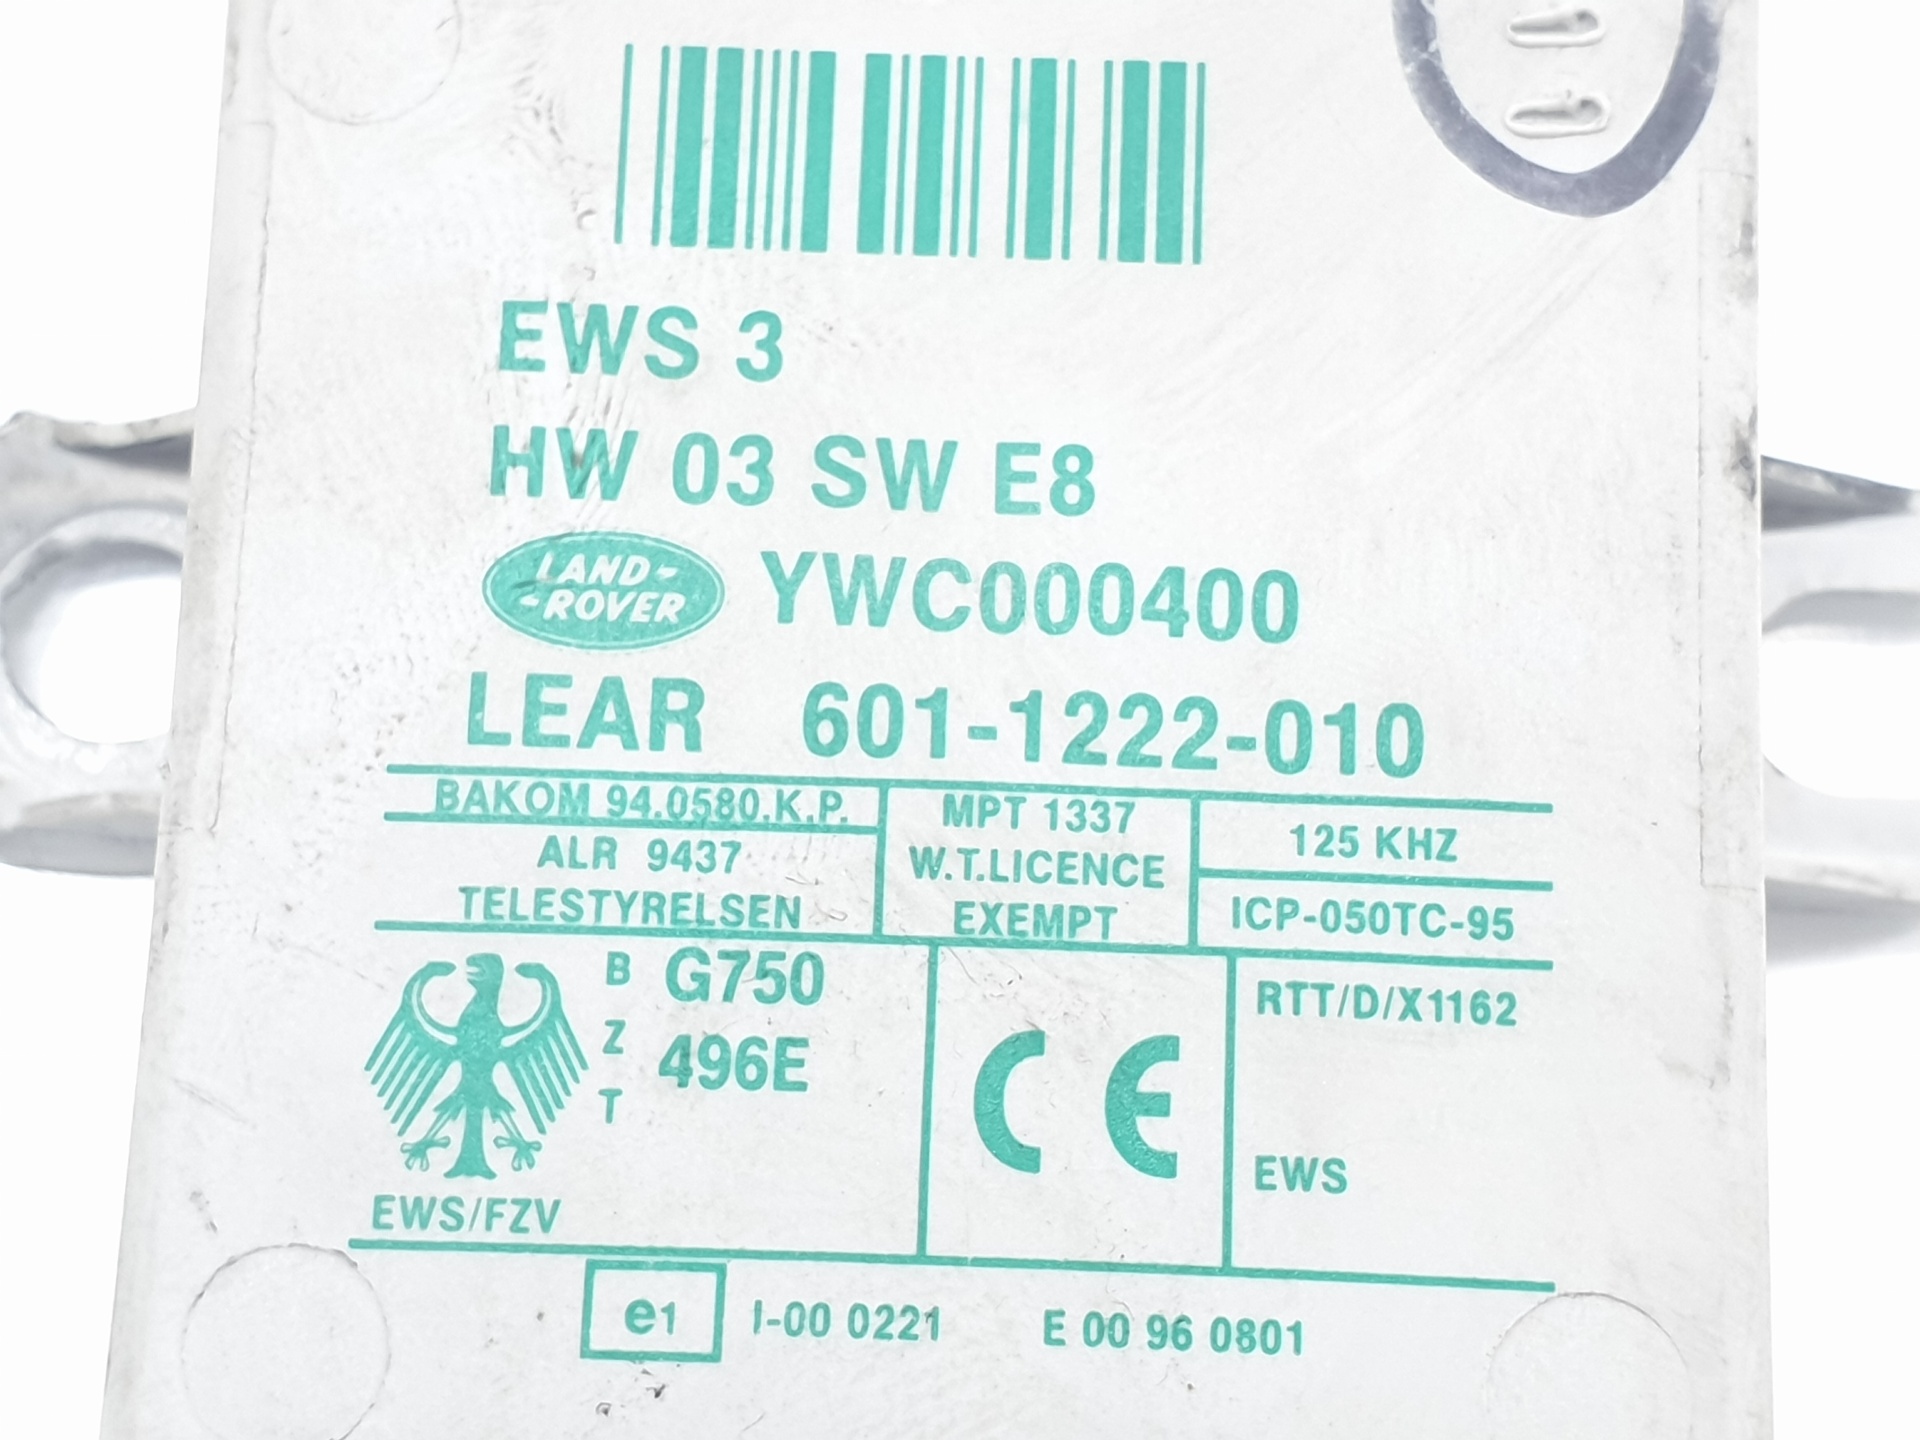 EWS 3
HW 03 SW E8
LAND-
-ROVER
YWC000400
LEAR 601-1222-010
BAKOM 94.0580.K.P.
ALR 9437
TELESTYRELSEN
MPT 1337
W.T.LICENCE
EXEMPT
125 KHZ
ICP-050TC-95
B G750
Z 496E
T
EWS/FZV
CE
RTT/D/X1162
EWS
e1 I-00 0221 E 00 96 0801